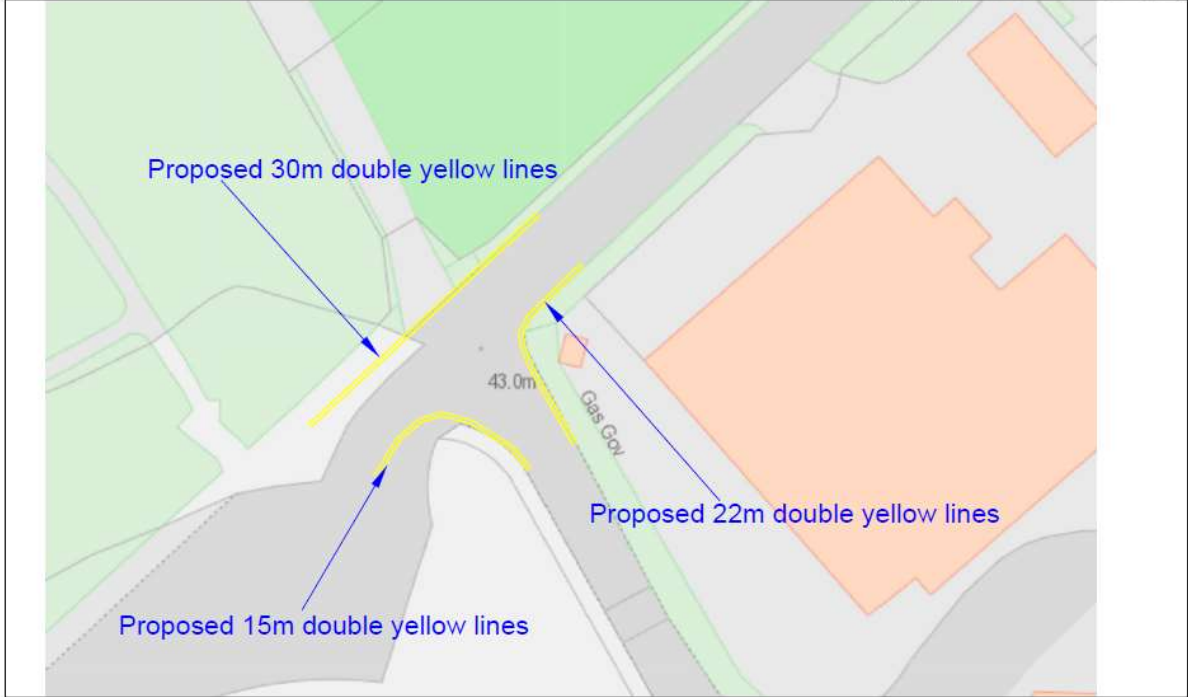 Proposed 30m double yellow lines
43.0m
Gas Gov
Proposed 22m double yellow lines
Proposed 15m double yellow lines